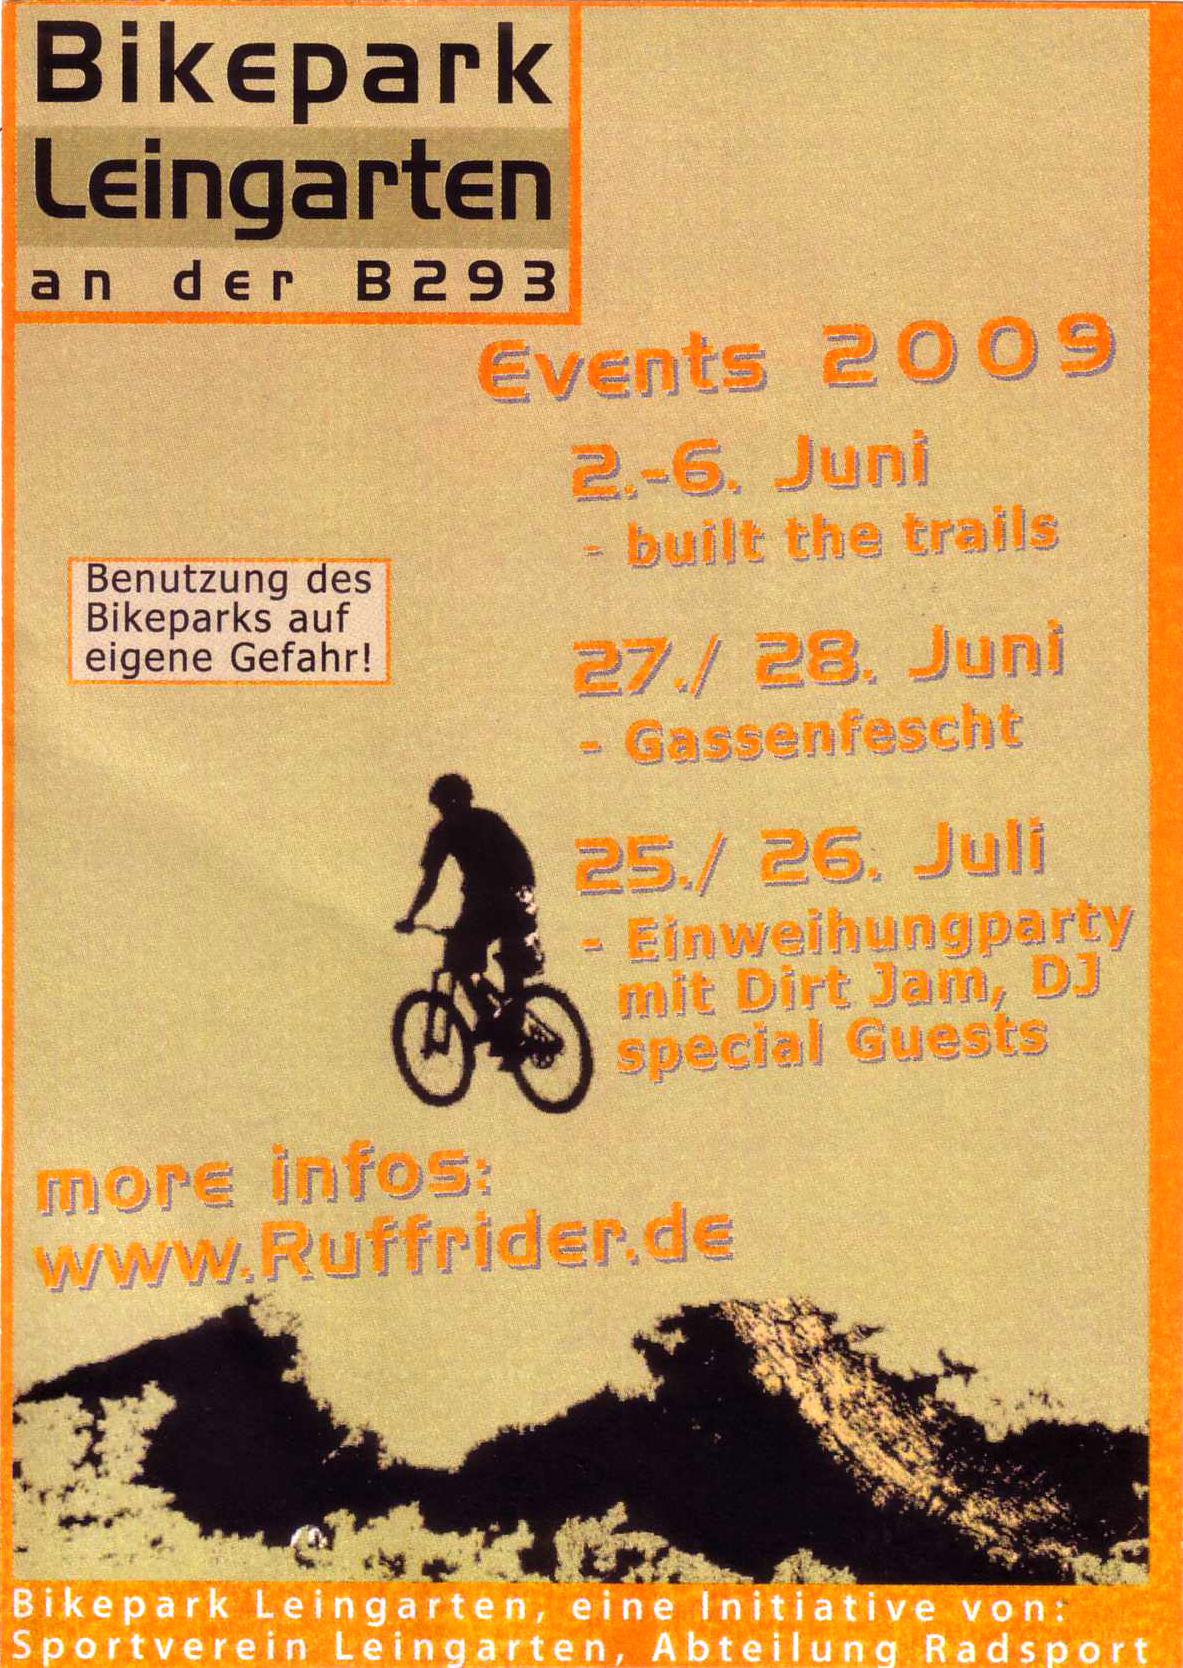 Bikepark
Leingarten
an der B293
Events 2009
2.-6. Juni
- built the trails
Benutzung des
Bikeparks auf
eigene Gefahr!
27./ 28. Juni
- Gassenfescht
25./ 26. Juli
- Einweihungparty
mit Dirt Jam, DJ
special Guests
more infos:
www.Ruffrider.de
Bikepark Leingarten, eine Initiative von:
Sportverein Leingarten, Abteilung Radsport